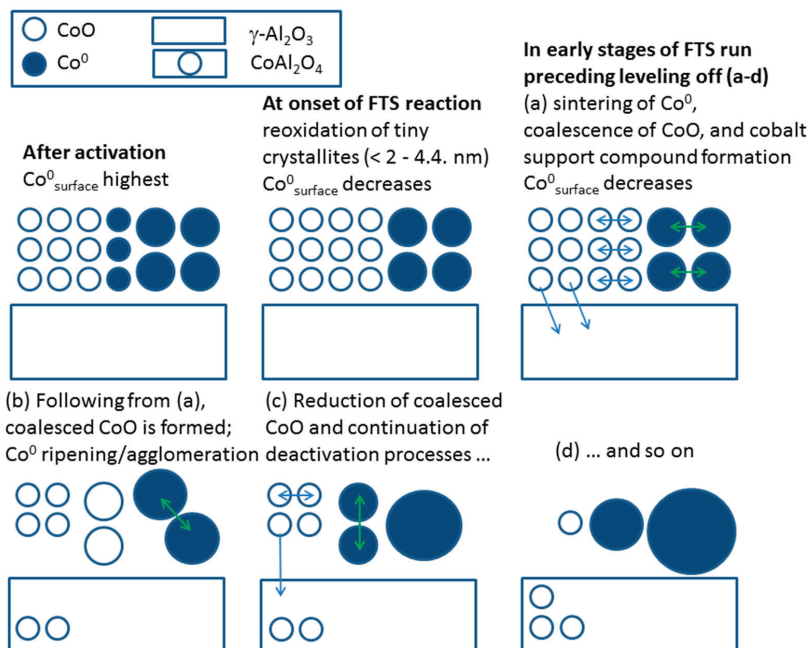 CoO
γ-Al₂O₃
Co⁰
CoAl₂O₄
After activation
Co⁰surface highest
At onset of FTS reaction
reoxidation of tiny
crystallites (< 2 - 4.4. nm)
Co⁰surface decreases
In early stages of FTS run
preceding leveling off (a-d)
(a) sintering of Co⁰,
coalescence of CoO, and cobalt
support compound formation
Co⁰surface decreases
(b) Following from (a),
coalesced CoO is formed;
Co⁰ ripening/agglomeration
(c) Reduction of coalesced
CoO and continuation of
deactivation processes ...
(d) ... and so on